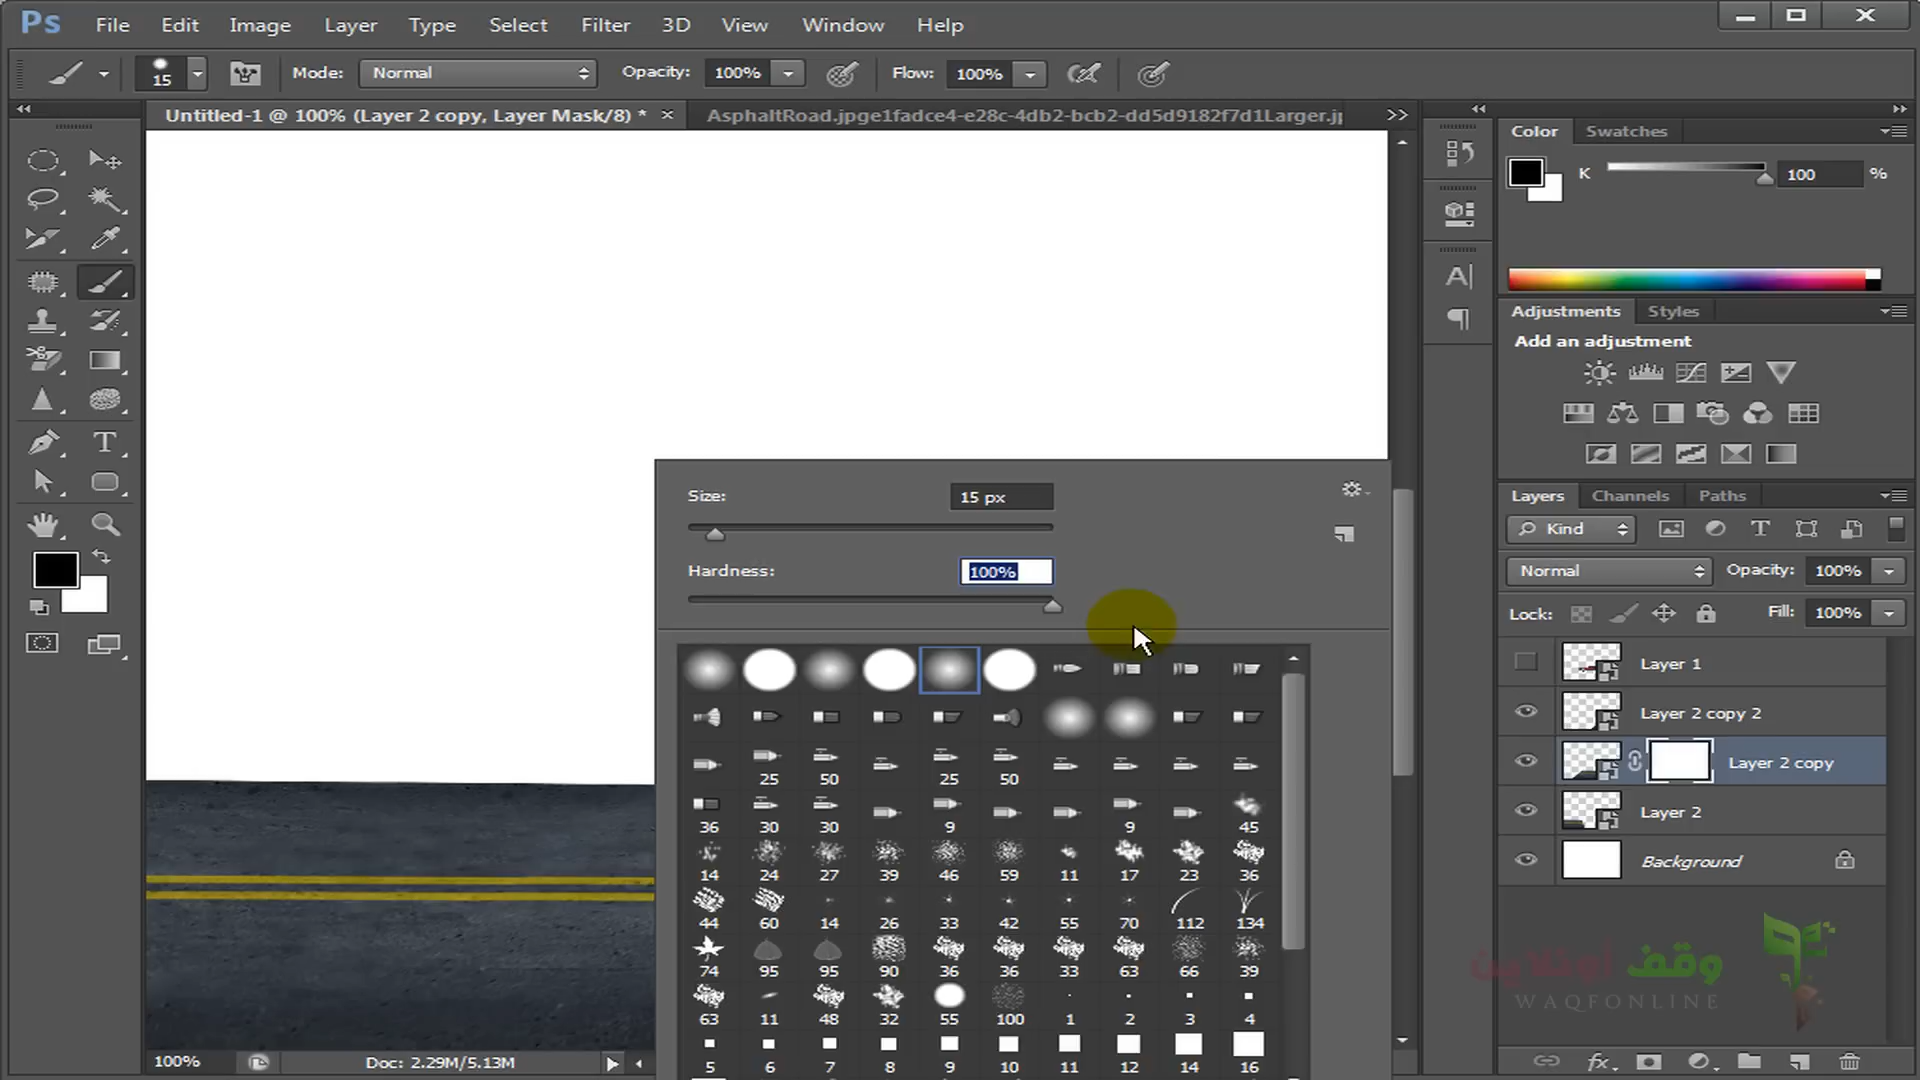 Ps File Edit Image Layer Type Select Filter 3D View Window Help
15 Mode: Normal Opacity: 100% Flow: 100%
Untitled-1 @ 100% (Layer 2 copy, Layer Mask/8) * × AsphaltRoad.jpge1fadce4-e28c-4db2-bcb2-dd5d9182f7d1Larger.jp
Color Swatches
K 100 %
Adjustments Styles
Add an adjustment
Layers Channels Paths
Kind
Normal Opacity: 100%
Lock: Fill: 100%
Layer 1
Layer 2 copy 2
Layer 2 copy
Layer 2
Background
Size: 15 px
Hardness: 100%
25 50 25 50
36 30 30 9 9 45
14 24 27 39 46 59 11 17 23 36
44 60 14 26 33 42 55 70 112 134
74 95 95 90 36 36 33 63 66 39
63 11 48 32 55 100 1 2 3 4
5 6 7 8 9 10 11 12 14 16
100% Doc: 2.29M/5.13M
وقف أونلاين
WAQFONLINE